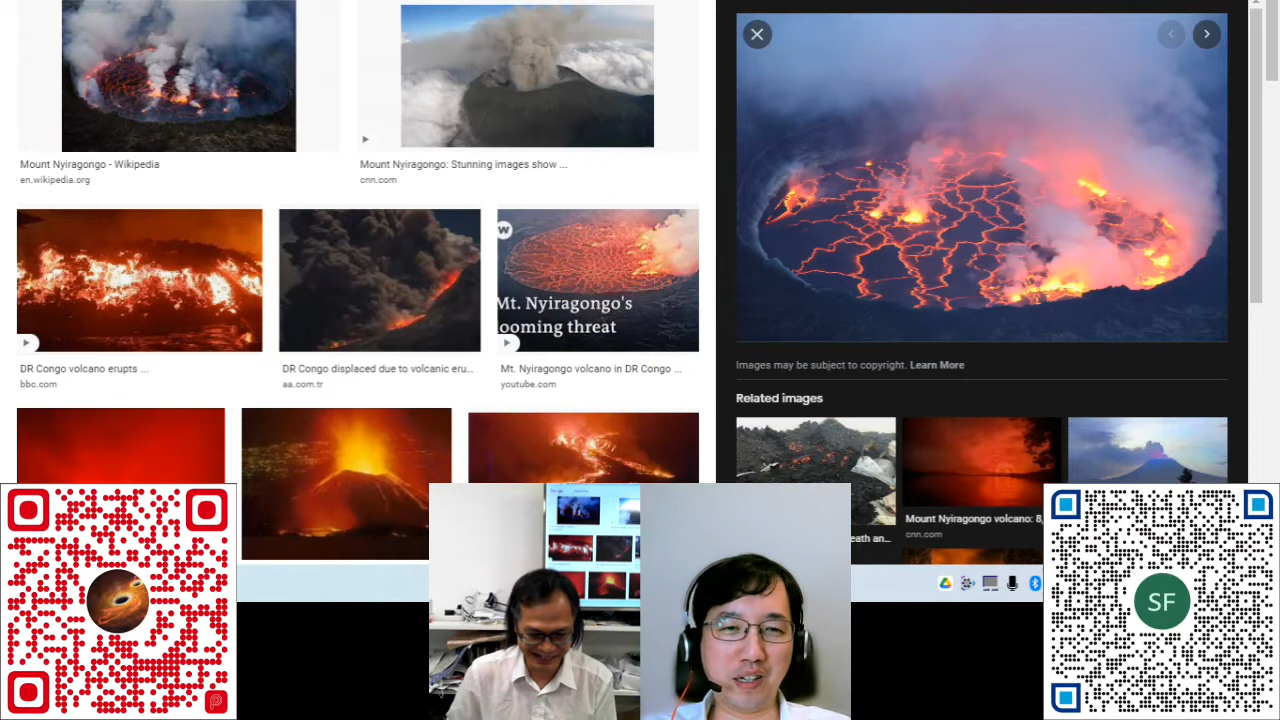 Mount Nyiragongo - Wikipedia
en.wikipedia.org
Mount Nyiragongo: Stunning images show ...
cnn.com
W
Mt. Nyiragongo's
ooming threat
DR Congo volcano erupts ...
bbc.com
DR Congo displaced due to volcanic eru...
aa.com.tr
Mt. Nyiragongo volcano in DR Congo ...
youtube.com
Images may be subject to copyright. Learn More
Related images
eath an...
Mount Nyiragongo volcano: 8,
cnn.com
SF